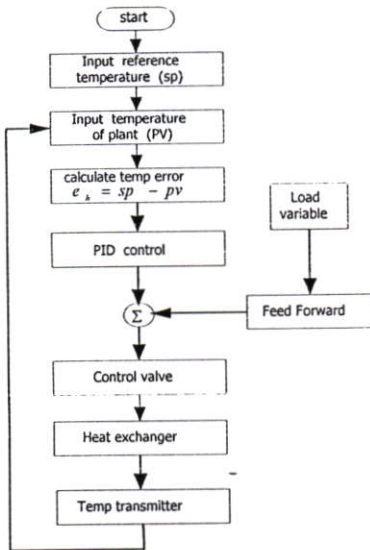 start
Input reference
temperature (sp)
Input temperature
of plant (PV)
calculate temp error
e_k = sp − pv
Load
variable
PID control
Σ
Feed Forward
Control valve
Heat exchanger
Temp transmitter